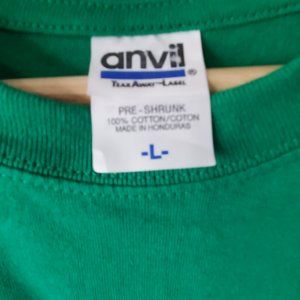 anvil®
TEAR AWAY LABEL
PRE-SHRUNK
100% COTTON/COTON
MADE IN HONDURAS
-L-